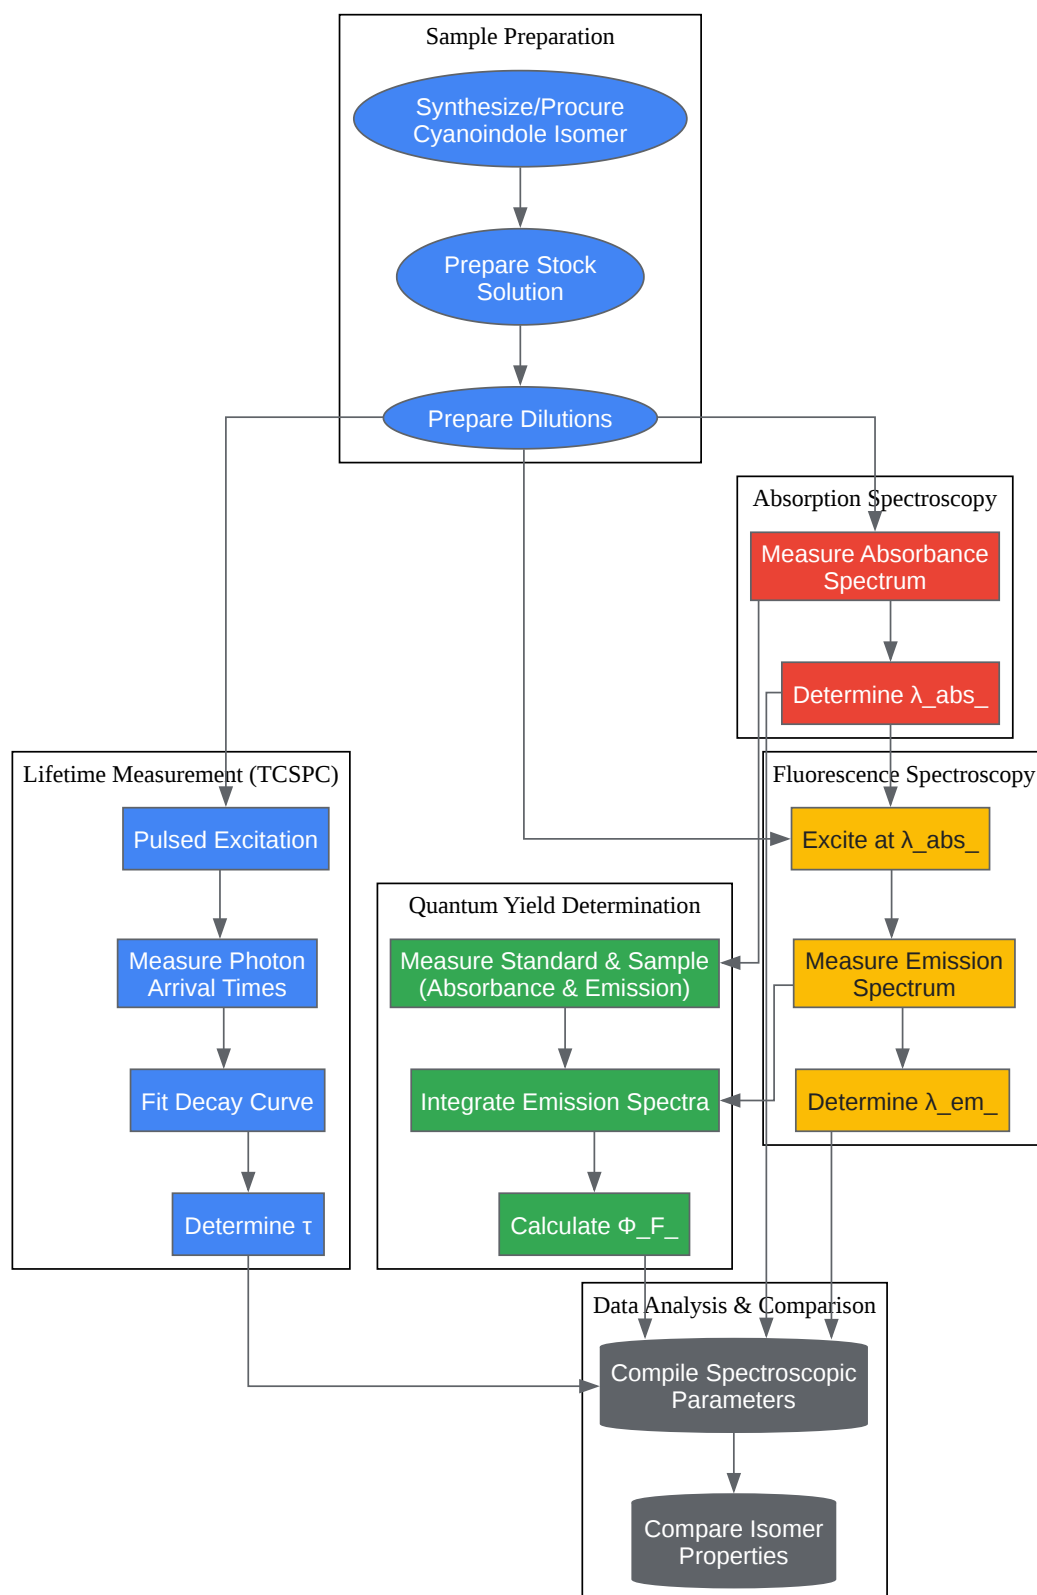 Sample Preparation
Synthesize/Procure
Cyanoindole Isomer
Prepare Stock
Solution
Prepare Dilutions
Absorption Spectroscopy
Measure Absorbance
Spectrum
Determine λ_abs_
Lifetime Measurement (TCSPC)
Pulsed Excitation
Measure Photon
Arrival Times
Fit Decay Curve
Determine τ
Quantum Yield Determination
Measure Standard & Sample
(Absorbance & Emission)
Integrate Emission Spectra
Calculate Φ_F_
Fluorescence Spectroscopy
Excite at λ_abs_
Measure Emission
Spectrum
Determine λ_em_
Data Analysis & Comparison
Compile Spectroscopic
Parameters
Compare Isomer
Properties